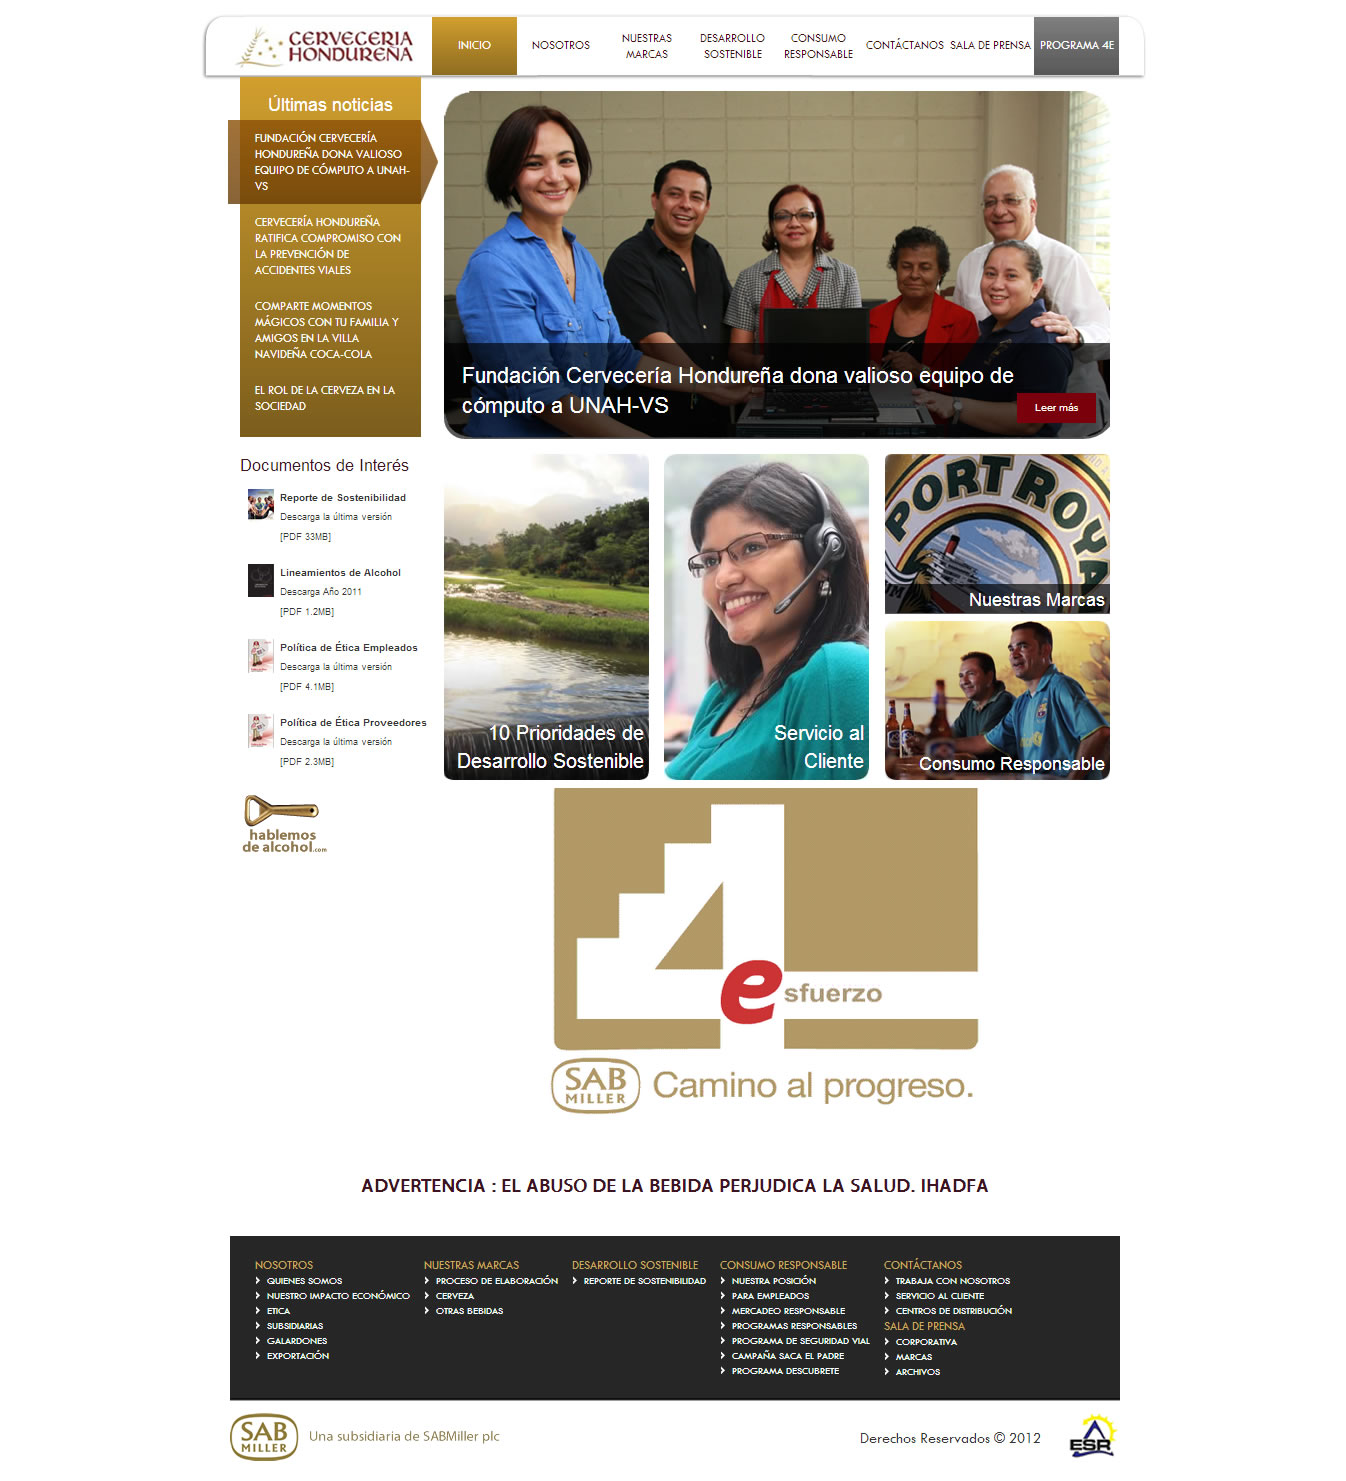 CERVECERIA
HONDUREÑA
INICIO
NOSOTROS
NUESTRAS
MARCAS
DESARROLLO
SOSTENIBLE
CONSUMO
RESPONSABLE
CONTÁCTANOS
SALA DE PRENSA
PROGRAMA 4E
Últimas noticias
FUNDACIÓN CERVECERÍA
HONDUREÑA DONA VALIOSO
EQUIPO DE CÓMPUTO A UNAH-
VS
CERVECERÍA HONDUREÑA
RATIFICA COMPROMISO CON
LA PREVENCIÓN DE
ACCIDENTES VIALES
COMPARTE MOMENTOS
MÁGICOS CON TU FAMILIA Y
AMIGOS EN LA VILLA
NAVIDEÑA COCA-COLA
EL ROL DE LA CERVEZA EN LA
SOCIEDAD
Fundación Cervecería Hondureña dona valioso equipo de
cómputo a UNAH-VS
Leer más
Documentos de Interés
Reporte de Sostenibilidad
Descarga la última versión
[PDF 33MB]
Lineamientos de Alcohol
Descarga Año 2011
[PDF 1.2MB]
Política de Ética Empleados
Descarga la última versión
[PDF 4.1MB]
Política de Ética Proveedores
Descarga la última versión
[PDF 2.3MB]
hablemos
de alcohol.com
10 Prioridades de
Desarrollo Sostenible
Servicio al
Cliente
PORT ROYA
Nuestras Marcas
Consumo Responsable
4e
sfuerzo
SAB
MILLER
Camino al progreso.
ADVERTENCIA : EL ABUSO DE LA BEBIDA PERJUDICA LA SALUD. IHADFA
NOSOTROS
QUIENES SOMOS
NUESTRO IMPACTO ECONÓMICO
ETICA
SUBSIDIARIAS
GALARDONES
EXPORTACIÓN
NUESTRAS MARCAS
PROCESO DE ELABORACIÓN
CERVEZA
OTRAS BEBIDAS
DESARROLLO SOSTENIBLE
REPORTE DE SOSTENIBILIDAD
CONSUMO RESPONSABLE
NUESTRA POSICIÓN
PARA EMPLEADOS
MERCADEO RESPONSABLE
PROGRAMAS RESPONSABLES
PROGRAMA DE SEGURIDAD VIAL
CAMPAÑA SACA EL PADRE
PROGRAMA DESCUBRETE
CONTÁCTANOS
TRABAJA CON NOSOTROS
SERVICIO AL CLIENTE
CENTROS DE DISTRIBUCIÓN
SALA DE PRENSA
CORPORATIVA
MARCAS
ARCHIVOS
SAB
MILLER
Una subsidiaria de SABMiller plc
Derechos Reservados © 2012
ESR